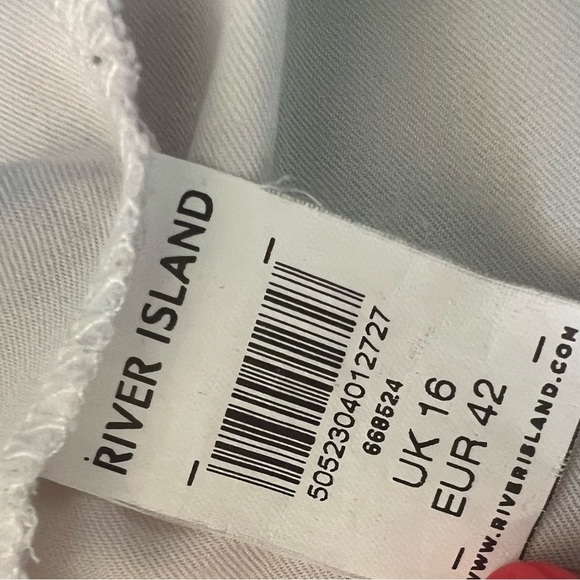 RIVER ISLAND
5052304012727
668524
UK 16
EUR 42
WWW.RIVERISLAND.COM